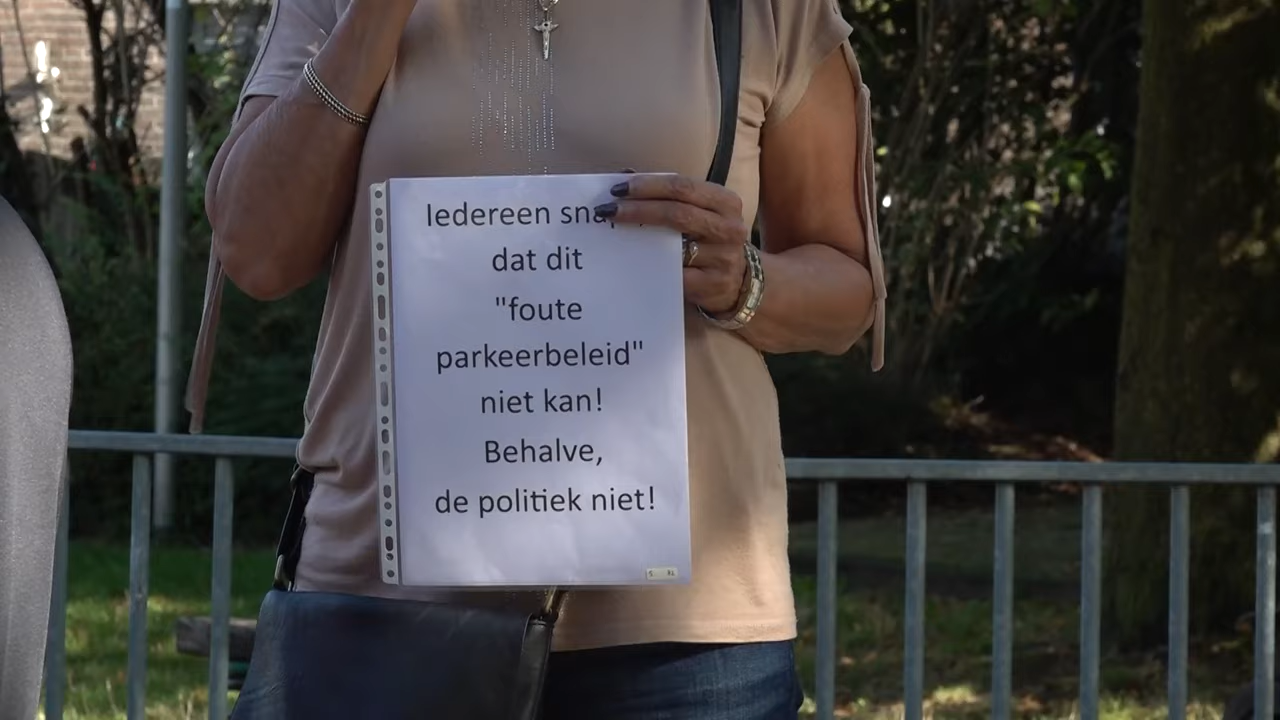 Iedereen
dat dit
"foute
parkeerbeleid"
niet kan!
Behalve,
de politiek niet!